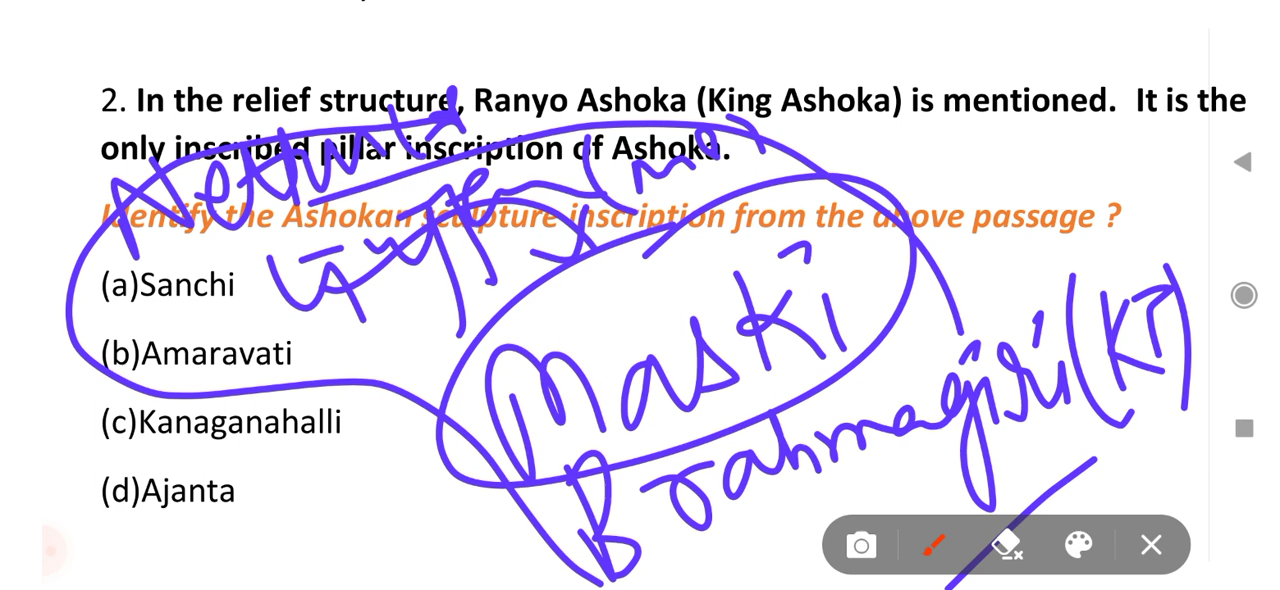 2. In the relief structure, Ranyo Ashoka (King Ashoka) is mentioned. It is the
only inscribed pillar inscription of Ashoka.
Identify the Ashokan sculpture inscription from the above passage ?
(a)Sanchi
(b)Amaravati
(c)Kanaganahalli
(d)Ajanta
Maski
Brahmagiri